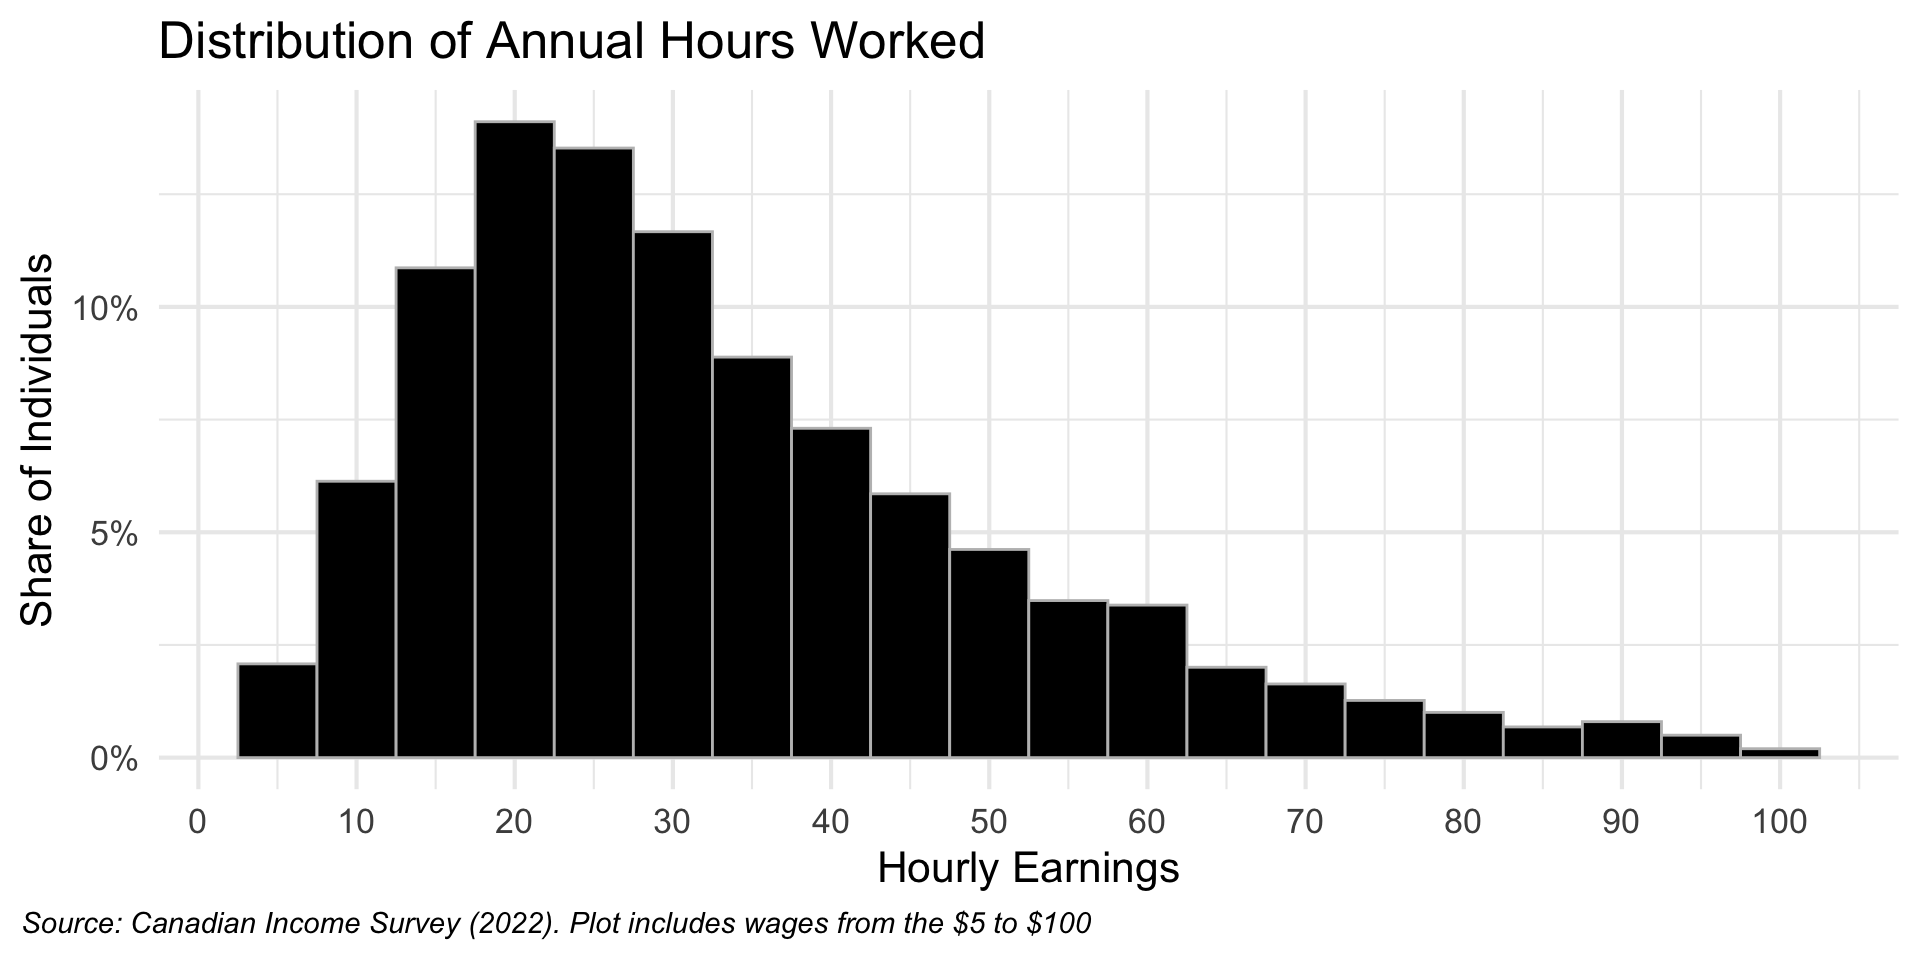 Distribution of Annual Hours Worked
Share of Individuals
10%
5%
0%
0 10 20 30 40 50 60 70 80 90 100
Hourly Earnings
Source: Canadian Income Survey (2022). Plot includes wages from the $5 to $100